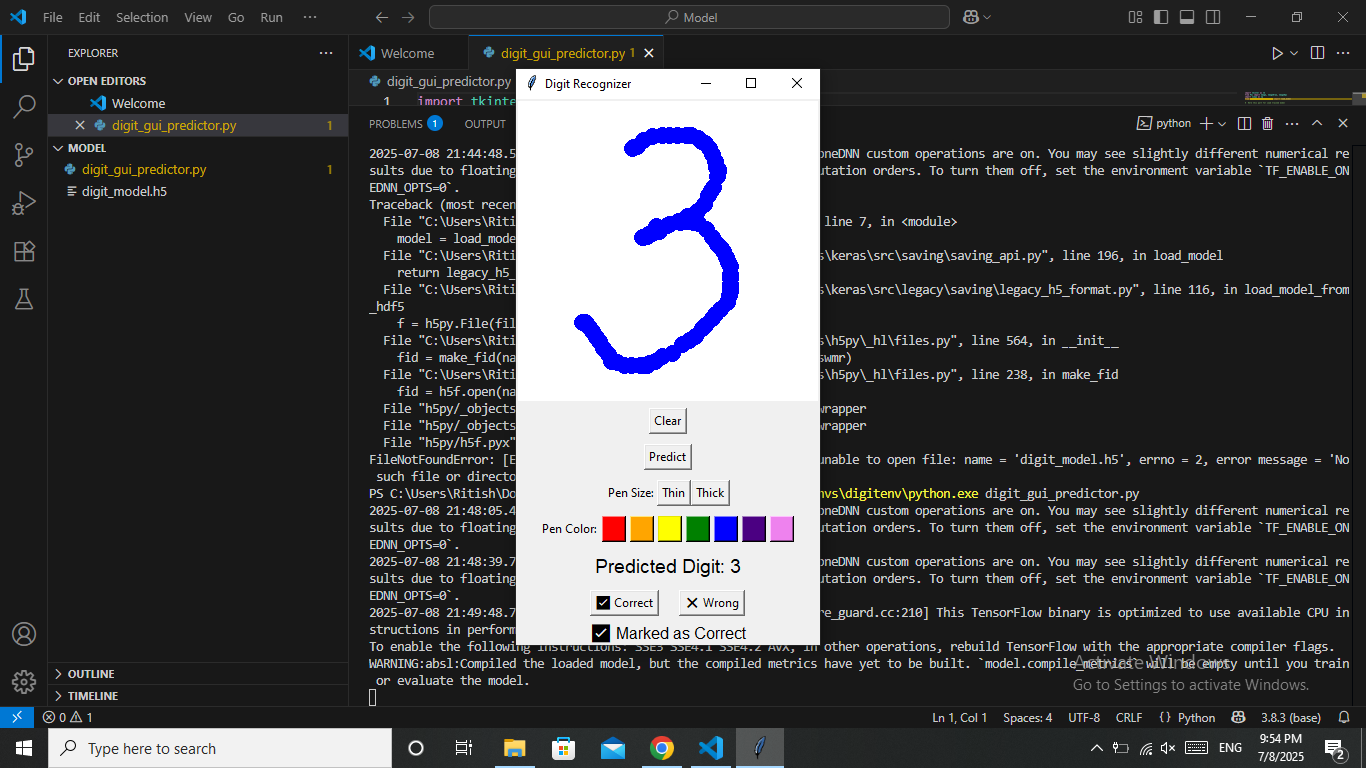 File Edit Selection View Go Run ··· Model
EXPLORER ···
OPEN EDITORS
Welcome
digit_gui_predictor.py 1
MODEL
digit_gui_predictor.py 1
digit_model.h5
OUTLINE
TIMELINE
Welcome digit_gui_predictor.py 1
digit_gui_predictor.py
1 import tkinte
PROBLEMS 1 OUTPUT python
2025-07-08 21:44:48.5 oneDNN custom operations are on. You may see slightly different numerical re
sults due to floating utation orders. To turn them off, set the environment variable `TF_ENABLE_ON
EDNN_OPTS=0`.
Traceback (most recen
File "C:\Users\Riti line 7, in <module>
model = load_mode
File "C:\Users\Riti s\keras\src\saving\saving_api.py", line 196, in load_model
return legacy_h5_
File "C:\Users\Riti s\keras\src\legacy\saving\legacy_h5_format.py", line 116, in load_model_from
_hdf5
f = h5py.File(fil
File "C:\Users\Riti s\h5py\_hl\files.py", line 564, in __init__
fid = make_fid(na swmr)
File "C:\Users\Riti s\h5py\_hl\files.py", line 238, in make_fid
fid = h5f.open(na
File "h5py/_objects wrapper
File "h5py/_objects wrapper
File "h5py/h5f.pyx"
FileNotFoundError: [E unable to open file: name = 'digit_model.h5', errno = 2, error message = 'No
such file or directo
PS C:\Users\Ritish\Do nvs\digitenv\python.exe digit_gui_predictor.py
2025-07-08 21:48:05.4 oneDNN custom operations are on. You may see slightly different numerical re
sults due to floating utation orders. To turn them off, set the environment variable `TF_ENABLE_ON
EDNN_OPTS=0`.
2025-07-08 21:48:39.7 oneDNN custom operations are on. You may see slightly different numerical re
sults due to floating utation orders. To turn them off, set the environment variable `TF_ENABLE_ON
EDNN_OPTS=0`.
2025-07-08 21:49:48.7 re_guard.cc:210] This TensorFlow binary is optimized to use available CPU in
structions in perform
To enable the following instructions: SSE3 SSE4.1 SSE4.2 AVX, in other operations, rebuild TensorFlow with the appropriate compiler flags.
WARNING:absl:Compiled the loaded model, but the compiled metrics have yet to be built. `model.compile_metrics` will be empty until you train
or evaluate the model.
Digit Recognizer
3
Clear
Predict
Pen Size: Thin Thick
Pen Color:
Predicted Digit: 3
Correct Wrong
Marked as Correct
Activate Windows
Go to Settings to activate Windows.
0 1 Ln 1, Col 1 Spaces: 4 UTF-8 CRLF {} Python 3.8.3 (base)
Type here to search ENG 9:54 PM
7/8/2025 2